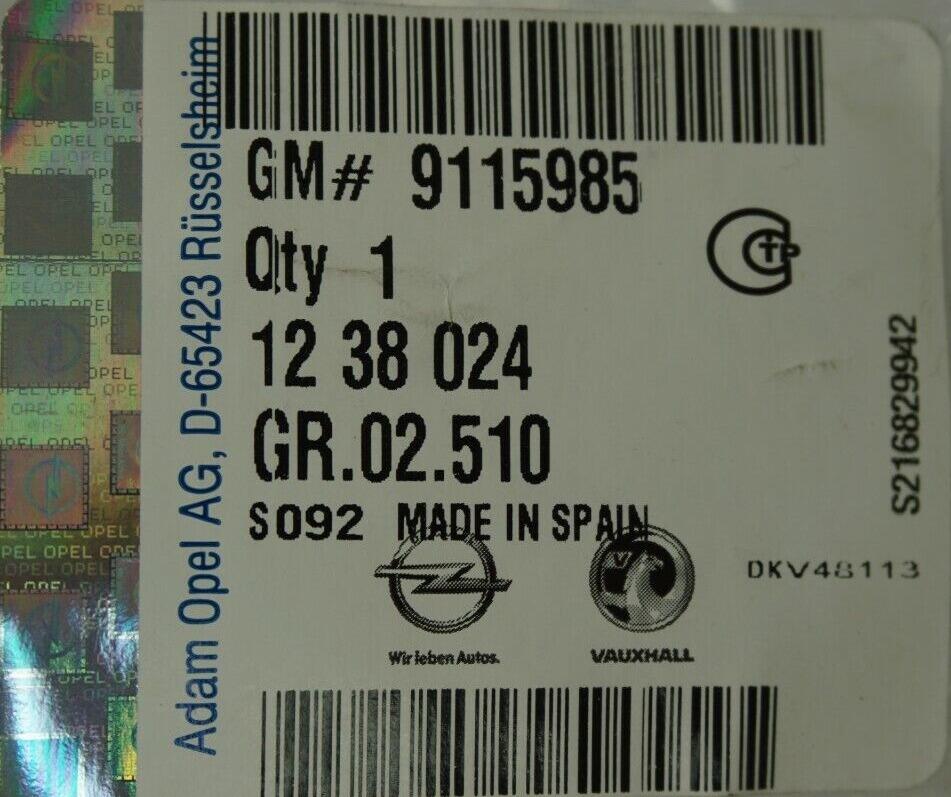 Adam Opel AG, D-65423 Rüsselsheim
GM# 9115985
Qty 1
12 38 024
GR.02.510
S092 MADE IN SPAIN
Wir leben Autos.
VAUXHALL
S216829942
DKV48113
OPEL OPEL OPEL